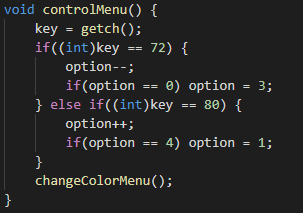 void controlMenu() {
    key = getch();
    if((int)key == 72) {
        option--;
        if(option == 0) option = 3;
    } else if((int)key == 80) {
        option++;
        if(option == 4) option = 1;
    }
    changeColorMenu();
}